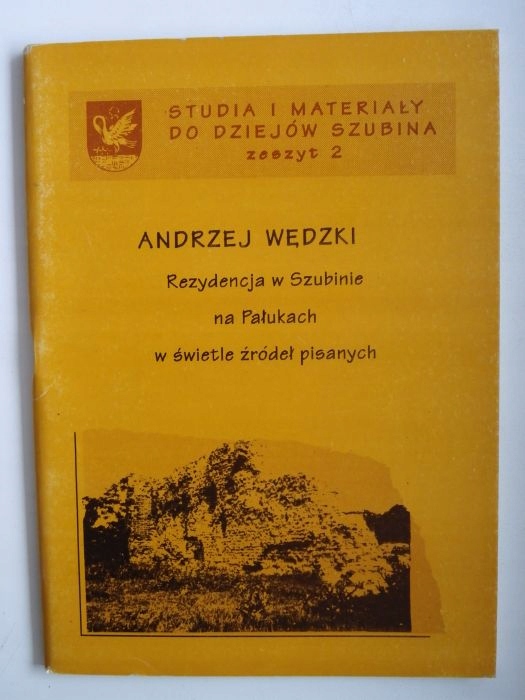 STUDIA I MATERIAŁY
DO DZIEJÓW SZUBINA
zeszyt 2
ANDRZEJ WĘDZKI
Rezydencja w Szubinie
na Pałukach
w świetle źródeł pisanych